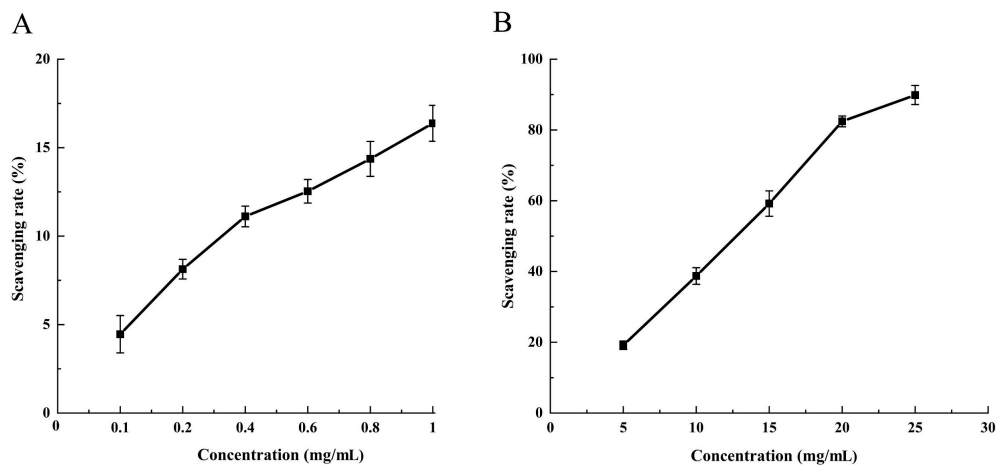 A
20
15
10
5
0
Scavenging rate (%)
0 0.1 0.2 0.4 0.6 0.8 1
Concentration (mg/mL)
B
100
80
60
40
20
0
Scavenging rate (%)
0 5 10 15 20 25 30
Concentration (mg/mL)